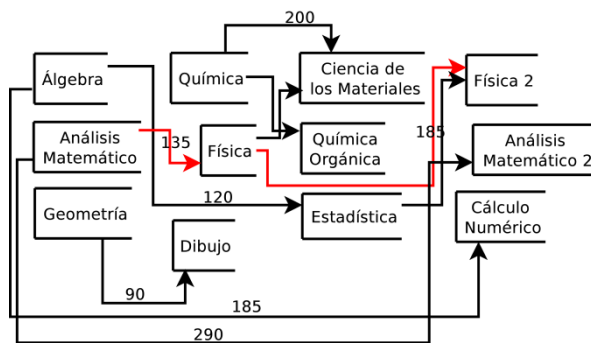 200
Álgebra
Química
Ciencia de
los Materiales
Física 2
Análisis
Matemático
135
Física
Química
Orgánica
185
Análisis
Matemático 2
Geometría
120
Estadística
Cálculo
Numérico
Dibujo
90
185
290